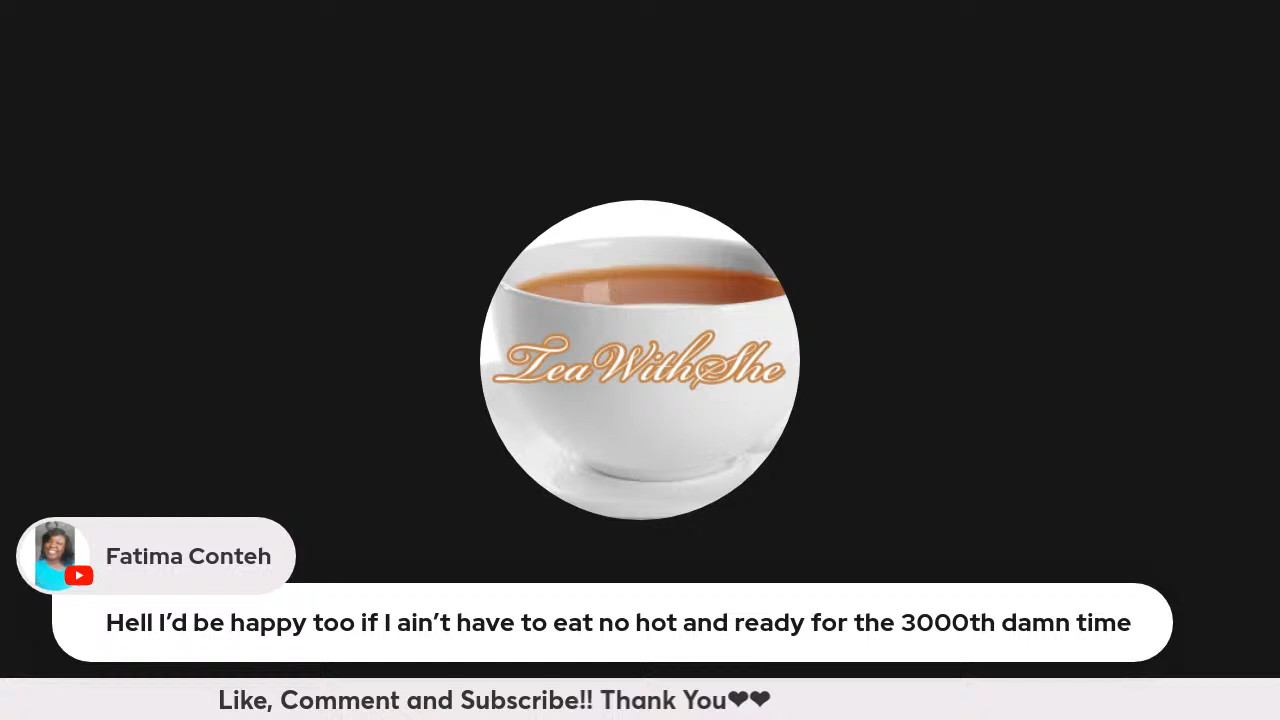 TeaWithShe
Fatima Conteh
Hell I’d be happy too if I ain’t have to eat no hot and ready for the 3000th damn time
Like, Comment and Subscribe!! Thank You❤❤